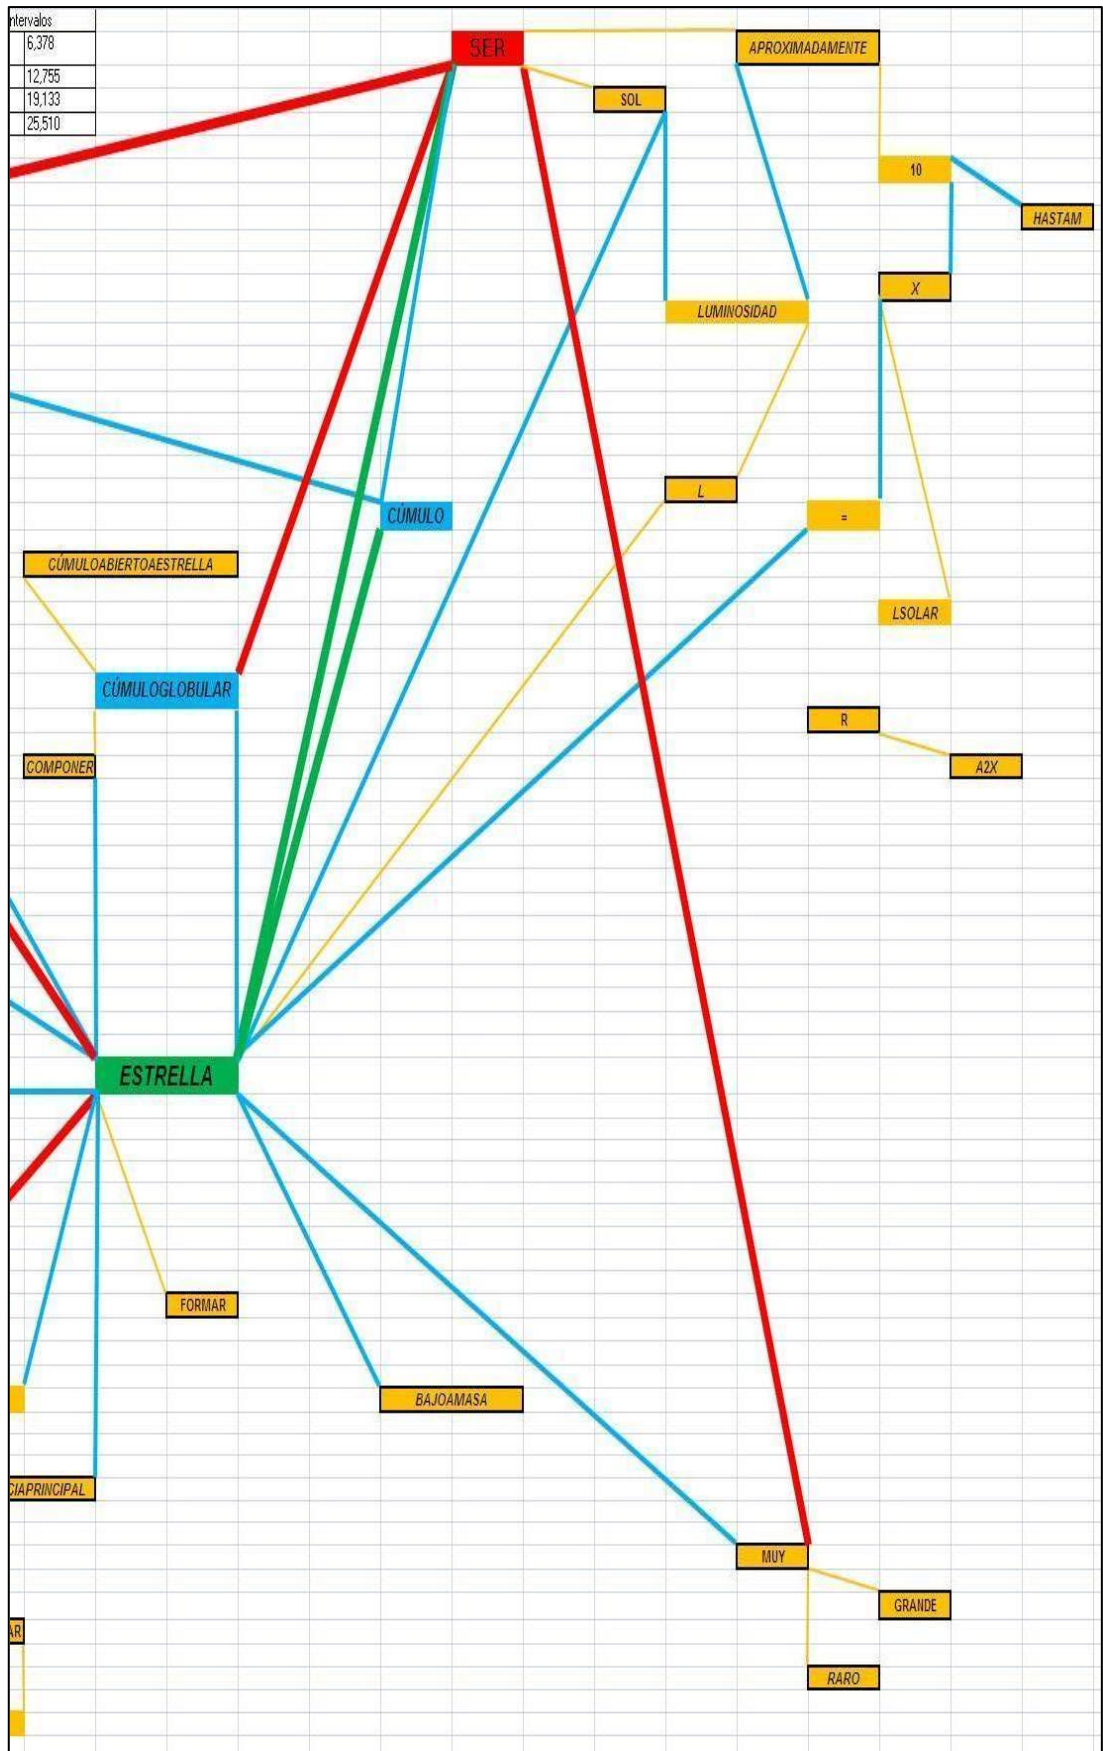 ntervalos
6,378
12,755
19,133
25,510
SER
APROXIMADAMENTE
SOL
10
HASTAM
X
LUMINOSIDAD
L
CÚMULO
=
CÚMULOABIERTOAESTRELLA
LSOLAR
CÚMULOGLOBULAR
R
COMPONER
A2X
ESTRELLA
FORMAR
BAJOAMASA
CIAPRINCIPAL
MUY
GRANDE
AR
RARO